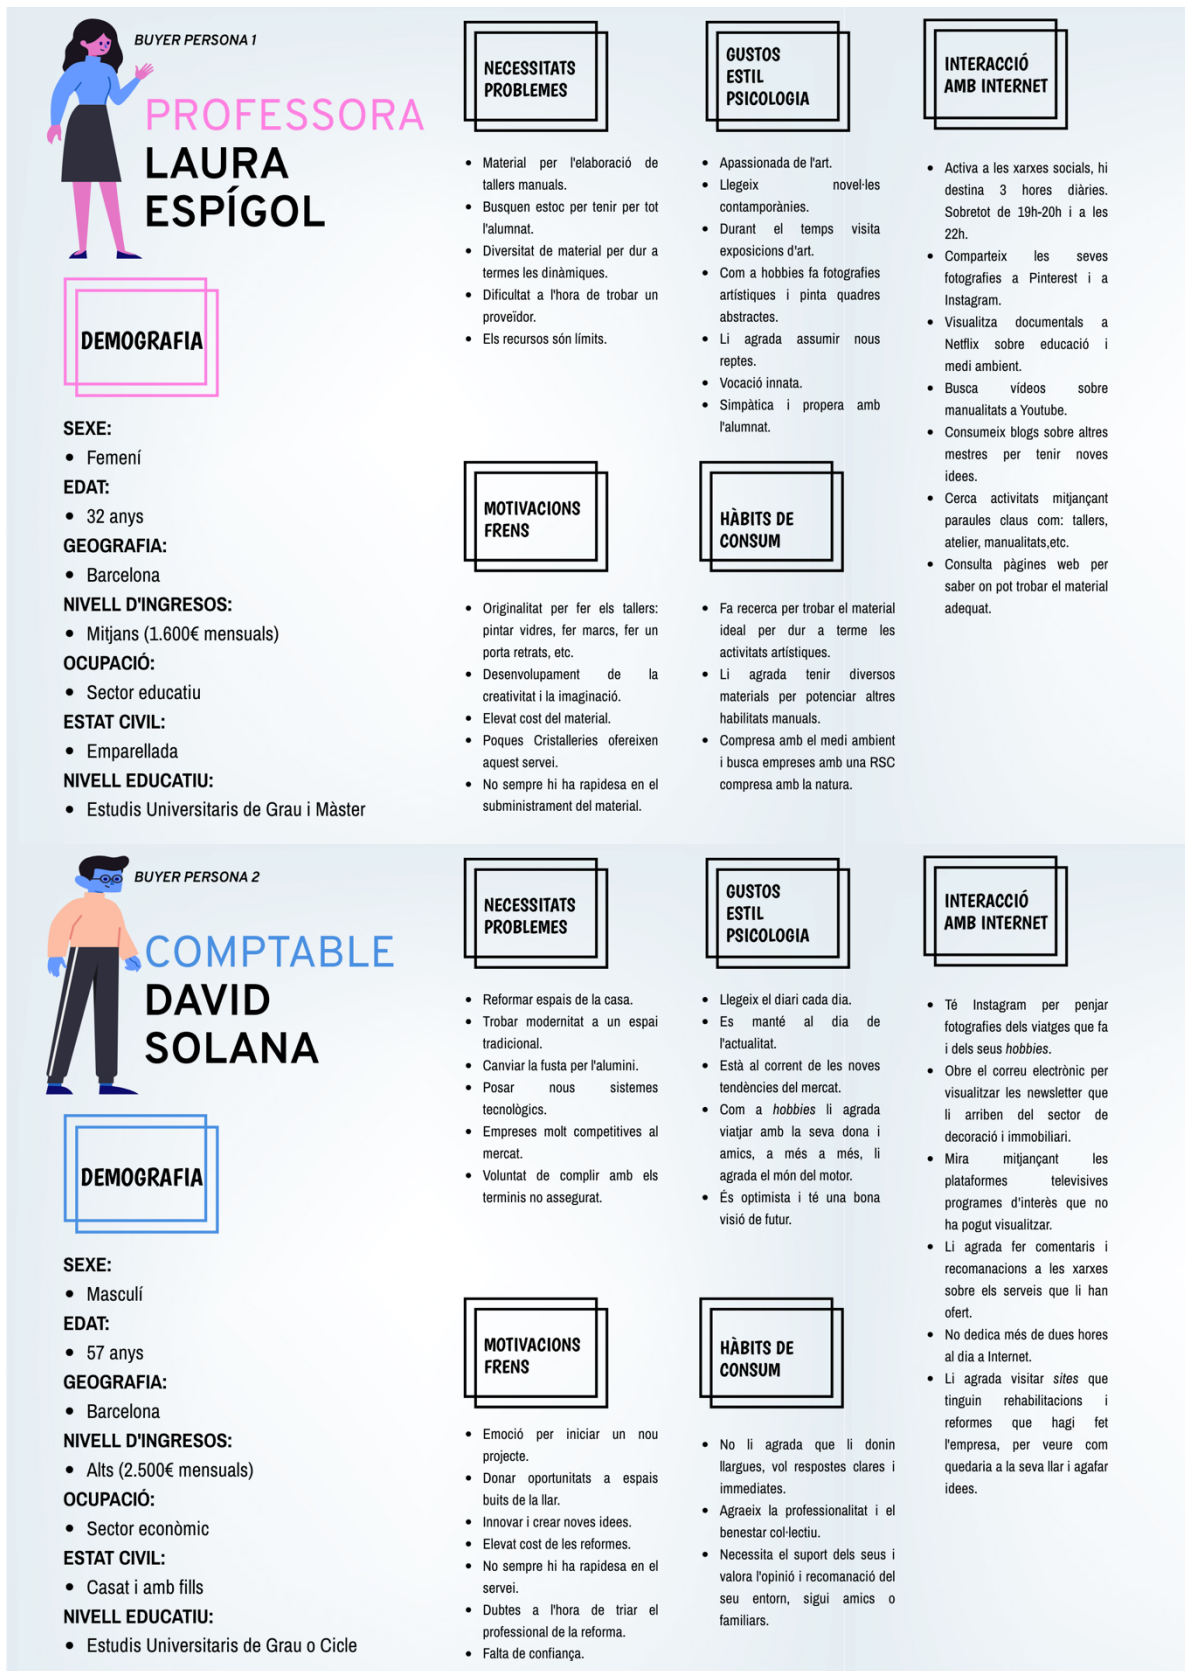 BUYER PERSONA 1
PROFESSORA
LAURA
ESPÍGOL
DEMOGRAFIA
SEXE:
• Femení
EDAT:
• 32 anys
GEOGRAFIA:
• Barcelona
NIVELL D'INGRESOS:
• Mitjans (1.600€ mensuals)
OCUPACIÓ:
• Sector educatiu
ESTAT CIVIL:
• Emparellada
NIVELL EDUCATIU:
• Estudis Universitaris de Grau i Màster
NECESSITATS
PROBLEMES
• Material per l'elaboració de
tallers manuals.
• Busquen estoc per tenir per tot
l'alumnat.
• Diversitat de material per dur a
termes les dinàmiques.
• Dificultat a l'hora de trobar un
proveïdor.
• Els recursos són límits.
MOTIVACIONS
FRENS
• Originalitat per fer els tallers:
pintar vidres, fer marcs, fer un
porta retrats, etc.
• Desenvolupament de la
creativitat i la imaginació.
• Elevat cost del material.
• Poques Cristalleries ofereixen
aquest servei.
• No sempre hi ha rapidesa en el
subministrament del material.
GUSTOS
ESTIL
PSICOLOGIA
• Apassionada de l'art.
• Llegeix novel·les
contamporànies.
• Durant el temps visita
exposicions d'art.
• Com a hobbies fa fotografies
artístiques i pinta quadres
abstractes.
• Li agrada assumir nous
reptes.
• Vocació innata.
• Simpàtica i propera amb
l'alumnat.
HÀBITS DE
CONSUM
• Fa recerca per trobar el material
ideal per dur a terme les
activitats artístiques.
• Li agrada tenir diversos
materials per potenciar altres
habilitats manuals.
• Compresa amb el medi ambient
i busca empreses amb una RSC
compresa amb la natura.
INTERACCIÓ
AMB INTERNET
• Activa a les xarxes socials, hi
destina 3 hores diàries.
Sobretot de 19h-20h i a les
22h.
• Comparteix les seves
fotografies a Pinterest i a
Instagram.
• Visualitza documentals a
Netflix sobre educació i
medi ambient.
• Busca vídeos sobre
manualitats a Youtube.
• Consumeix blogs sobre altres
mestres per tenir noves
idees.
• Cerca activitats mitjançant
paraules claus com: tallers,
atelier, manualitats,etc.
• Consulta pàgines web per
saber on pot trobar el material
adequat.
BUYER PERSONA 2
COMPTABLE
DAVID
SOLANA
DEMOGRAFIA
SEXE:
• Masculí
EDAT:
• 57 anys
GEOGRAFIA:
• Barcelona
NIVELL D'INGRESOS:
• Alts (2.500€ mensuals)
OCUPACIÓ:
• Sector econòmic
ESTAT CIVIL:
• Casat i amb fills
NIVELL EDUCATIU:
• Estudis Universitaris de Grau o Cicle
NECESSITATS
PROBLEMES
• Reformar espais de la casa.
• Trobar modernitat a un espai
tradicional.
• Canviar la fusta per l'alumini.
• Posar nous sistemes
tecnològics.
• Empreses molt competitives al
mercat.
• Voluntat de complir amb els
terminis no assegurat.
MOTIVACIONS
FRENS
• Emoció per iniciar un nou
projecte.
• Donar oportunitats a espais
buits de la llar.
• Innovar i crear noves idees.
• Elevat cost de les reformes.
• No sempre hi ha rapidesa en el
servei.
• Dubtes a l'hora de triar el
professional de la reforma.
• Falta de confiança.
GUSTOS
ESTIL
PSICOLOGIA
• Llegeix el diari cada dia.
• Es manté al dia de
l'actualitat.
• Està al corrent de les noves
tendències del mercat.
• Com a hobbies li agrada
viatjar amb la seva dona i
amics, a més a més, li
agrada el món del motor.
• És optimista i té una bona
visió de futur.
HÀBITS DE
CONSUM
• No li agrada que li donin
llargues, vol respostes clares i
immediates.
• Agraeix la professionalitat i el
benestar col·lectiu.
• Necessita el suport dels seus i
valora l'opinió i recomanació del
seu entorn, sigui amics o
familiars.
INTERACCIÓ
AMB INTERNET
• Té Instagram per penjar
fotografies dels viatges que fa
i dels seus hobbies.
• Obre el correu electrònic per
visualitzar les newsletter que
li arriben del sector de
decoració i immobiliari.
• Mira mitjançant les
plataformes televisives
programes d'interès que no
ha pogut visualitzar.
• Li agrada fer comentaris i
recomanacions a les xarxes
sobre els serveis que li han
ofert.
• No dedica més de dues hores
al dia a Internet.
• Li agrada visitar sites que
tinguin rehabilitacions i
reformes que hagi fet
l'empresa, per veure com
quedaria a la seva llar i agafar
idees.